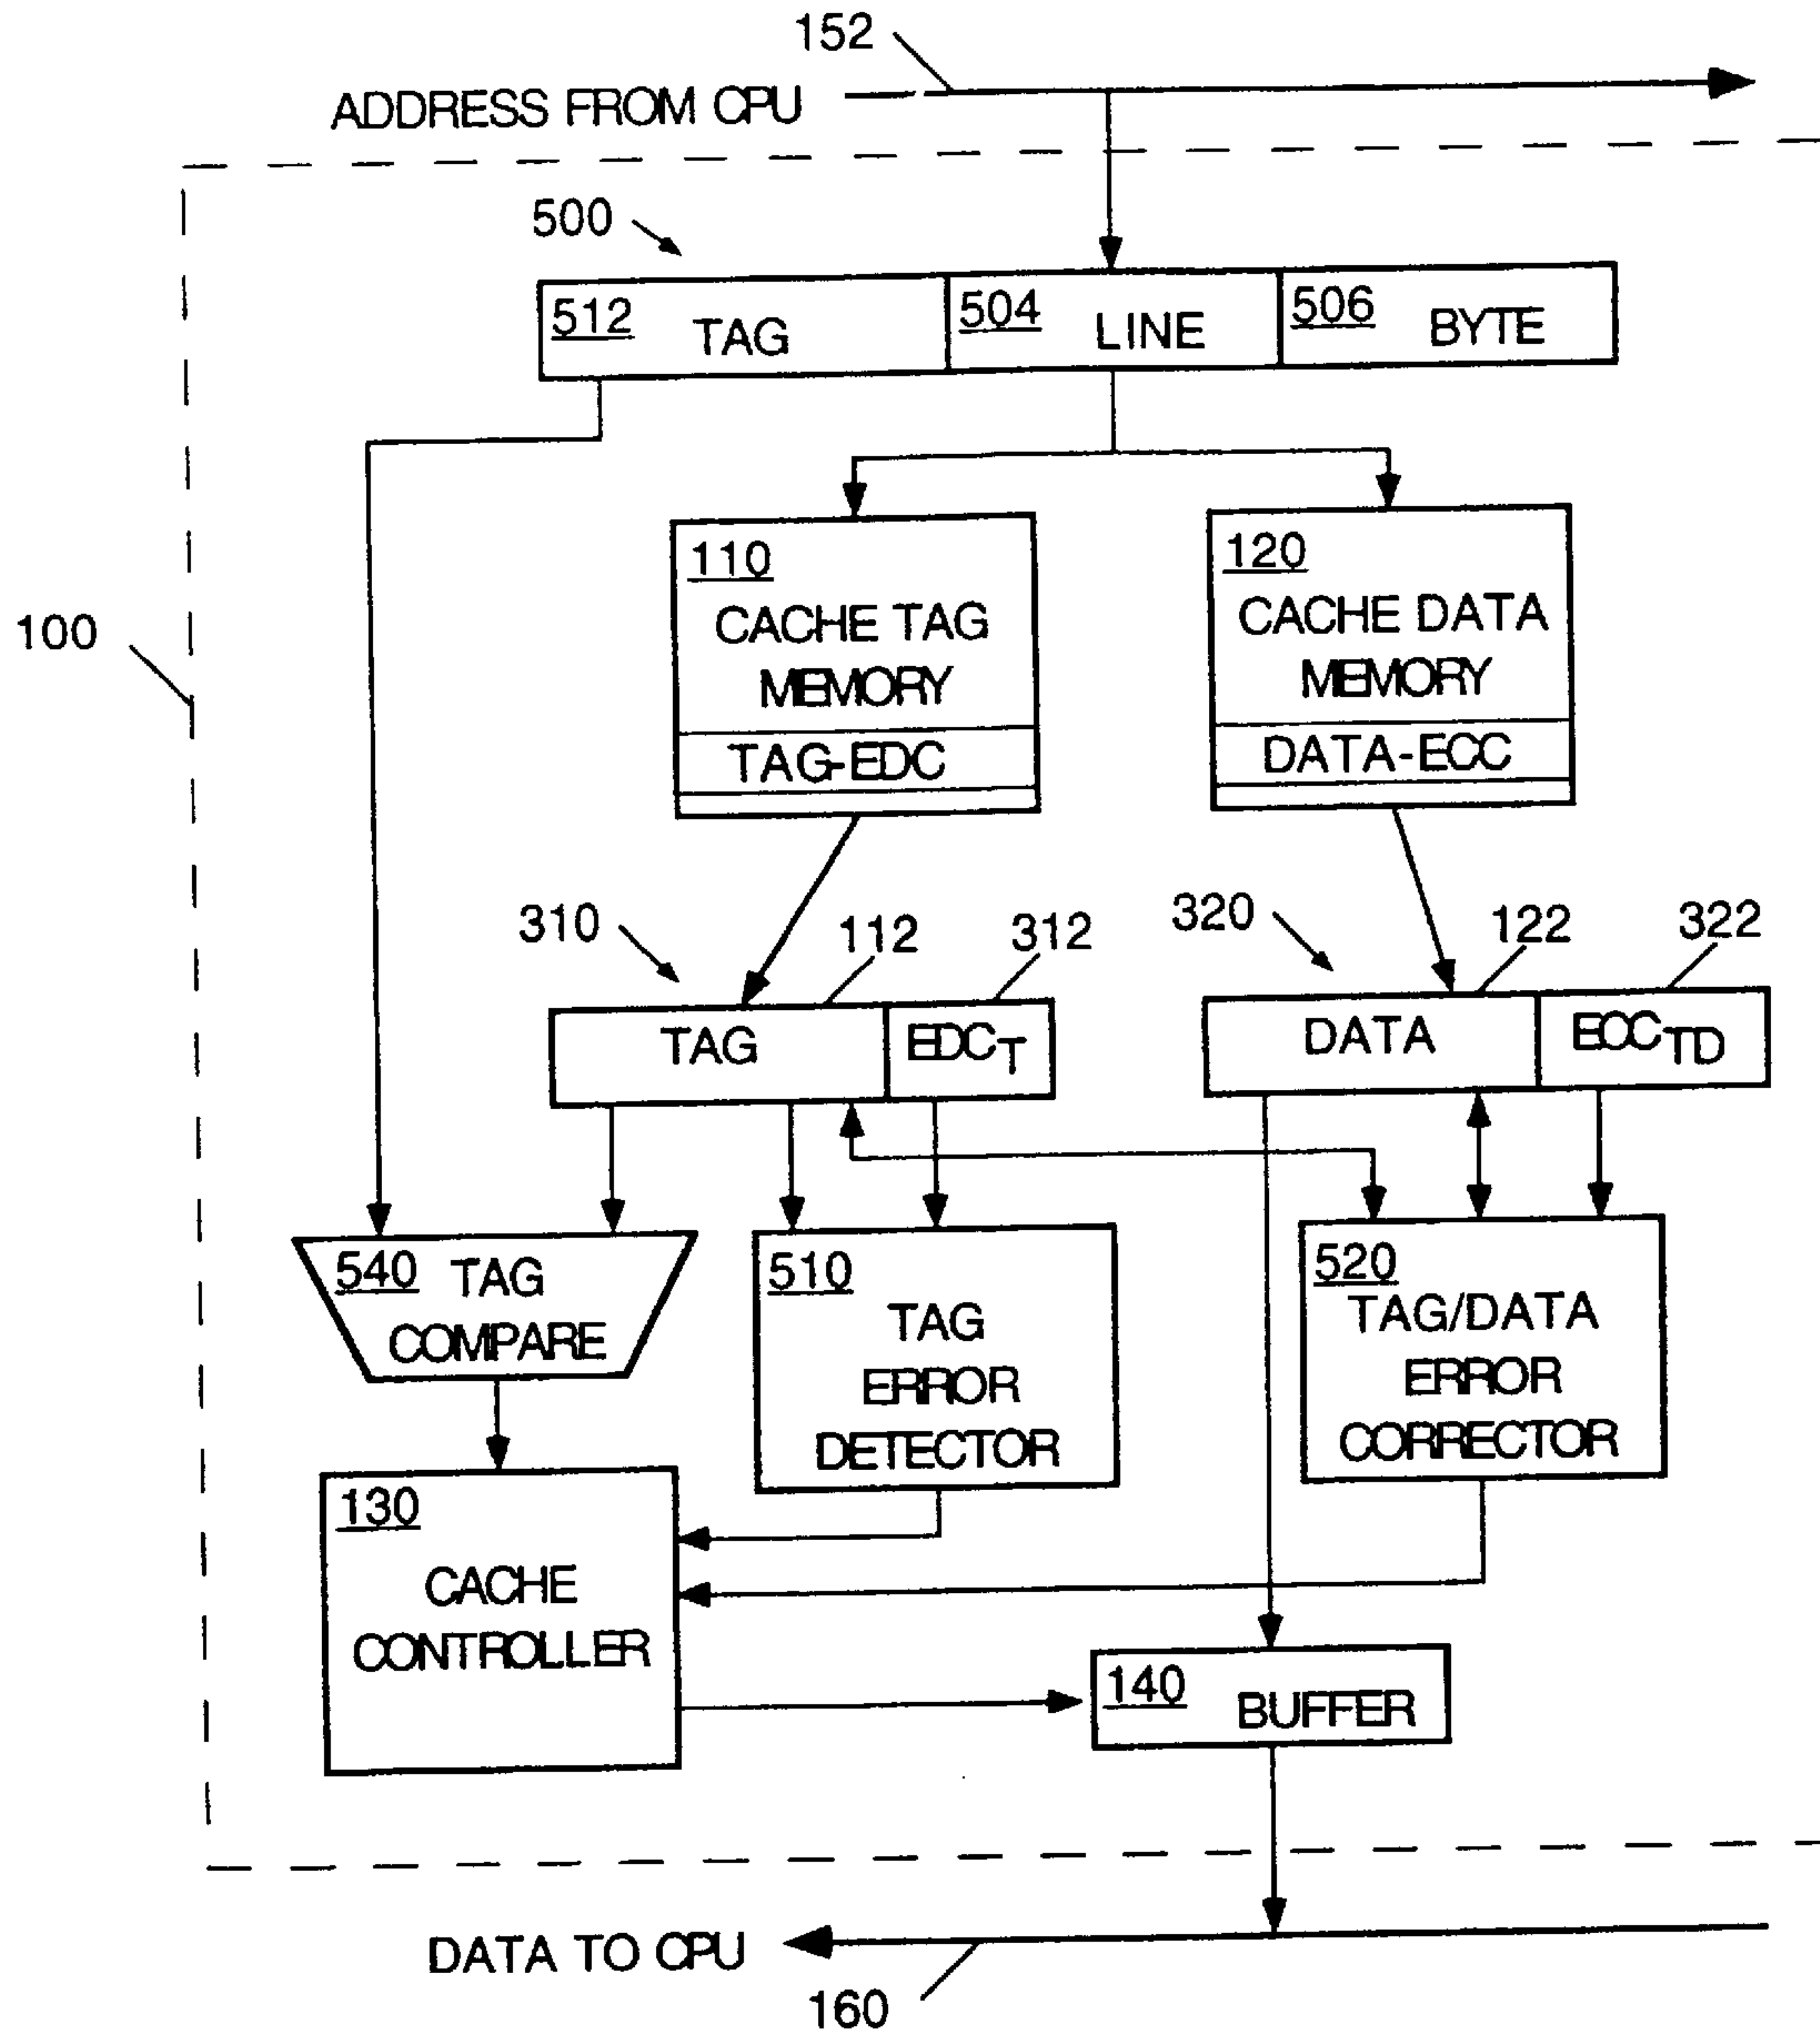 152
ADDRESS FROM CPU
500
512 TAG
504 LINE
506 BYTE
100
110
CACHE TAG
MEMORY
TAG-EDC
120
CACHE DATA
MEMORY
DATA-ECC
310
112
312
320
122
322
TAG
EDCT
DATA
ECCTD
540 TAG
COMPARE
510
TAG
ERROR
DETECTOR
520
TAG/DATA
ERROR
CORRECTOR
130
CACHE
CONTROLLER
140 BUFFER
DATA TO CPU
160